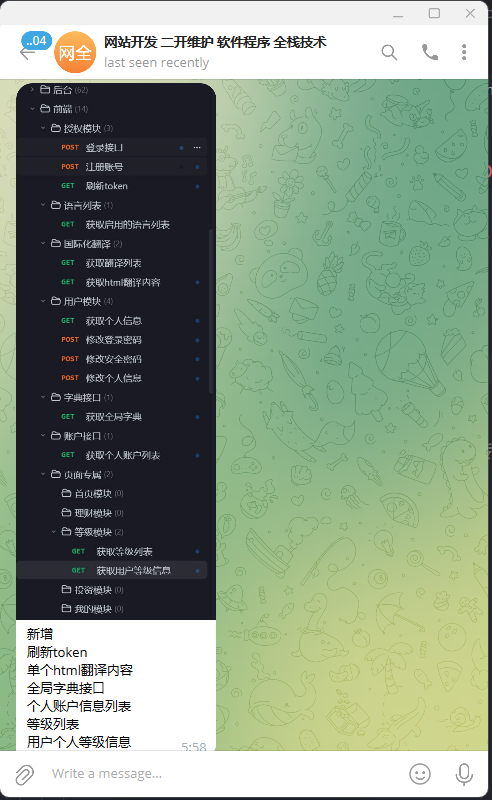 ..04
网全
网站开发 二开维护 软件程序 全栈技术
last seen recently
后台 (62)
前端 (14)
授权模块 (3)
POST 登录接口 ...
POST 注册账号
GET 刷新token
语言列表 (1)
GET 获取启用的语言列表
国际化翻译 (2)
GET 获取翻译列表
GET 获取html翻译内容
用户模块 (4)
GET 获取个人信息
POST 修改登录密码
POST 修改安全密码
POST 修改个人信息
字典接口 (1)
GET 获取全局字典
账户接口 (1)
GET 获取个人账户列表
页面专属 (2)
首页模块 (0)
理财模块 (0)
等级模块 (2)
GET 获取等级列表
GET 获取用户等级信息
投资模块 (0)
我的模块 (0)
新增
刷新token
单个html翻译内容
全局字典接口
个人账户信息列表
等级列表
用户个人等级信息
5:58
Write a message...